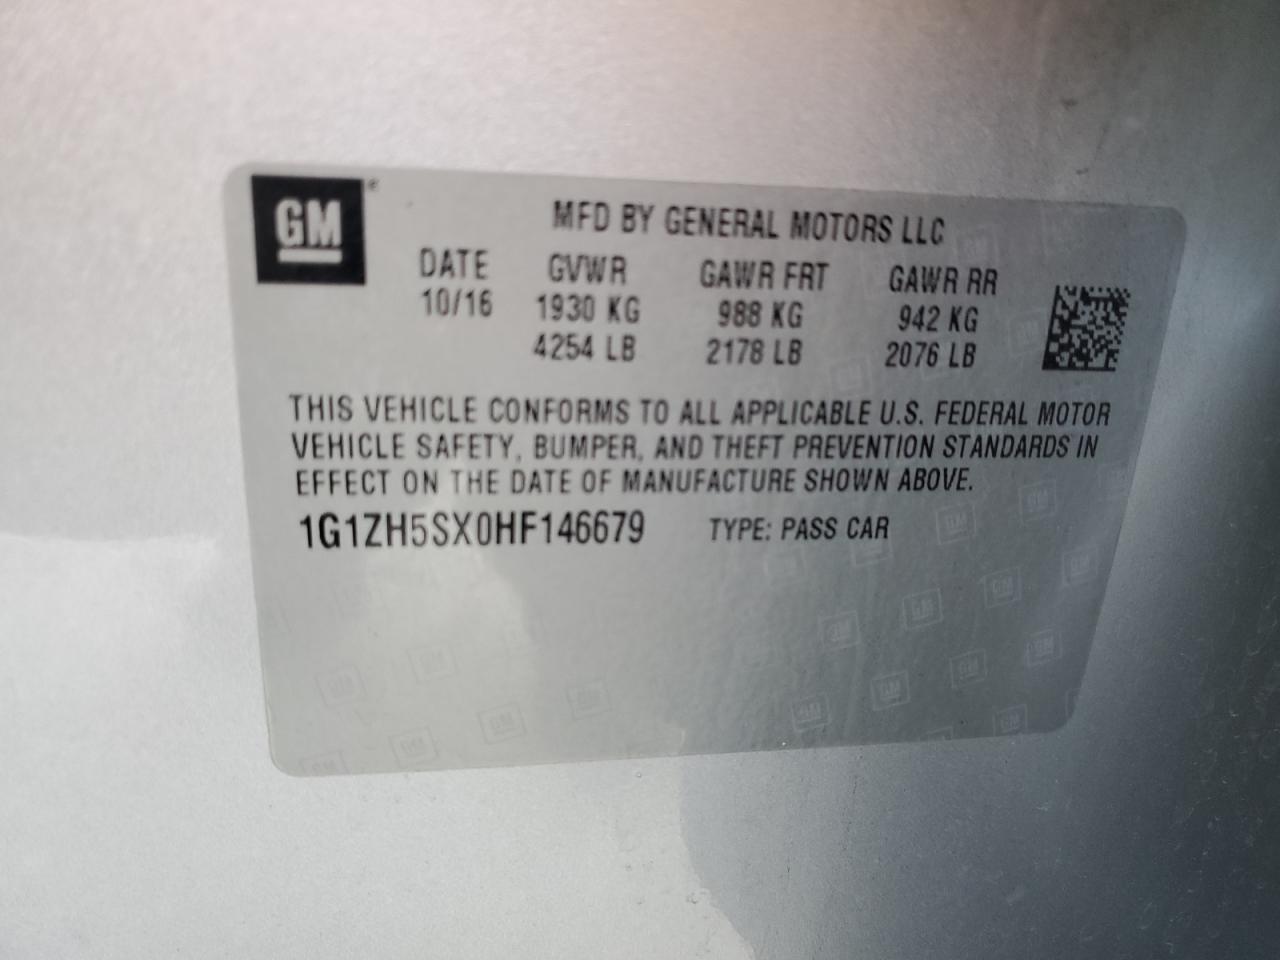 GM
MFD BY GENERAL MOTORS LLC
DATE GVWR GAWR FRT GAWR RR
10/16 1930 KG 988 KG 942 KG
4254 LB 2178 LB 2076 LB
THIS VEHICLE CONFORMS TO ALL APPLICABLE U.S. FEDERAL MOTOR
VEHICLE SAFETY, BUMPER, AND THEFT PREVENTION STANDARDS IN
EFFECT ON THE DATE OF MANUFACTURE SHOWN ABOVE.
1G1ZH5SX0HF146679 TYPE: PASS CAR